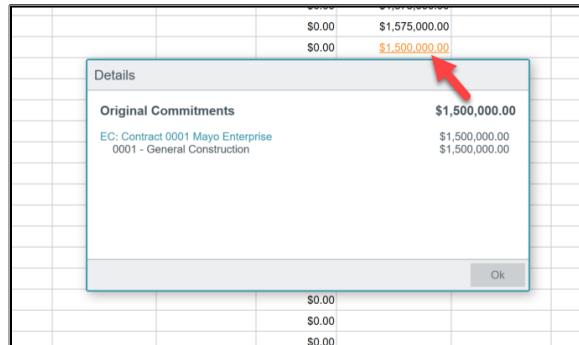 $0.00 $1,575,000.00
$0.00 $1,500,000.00
Details
Original Commitments $1,500,000.00
EC: Contract 0001 Mayo Enterprise $1,500,000.00
0001 - General Construction $1,500,000.00
Ok
$0.00
$0.00
$0.00